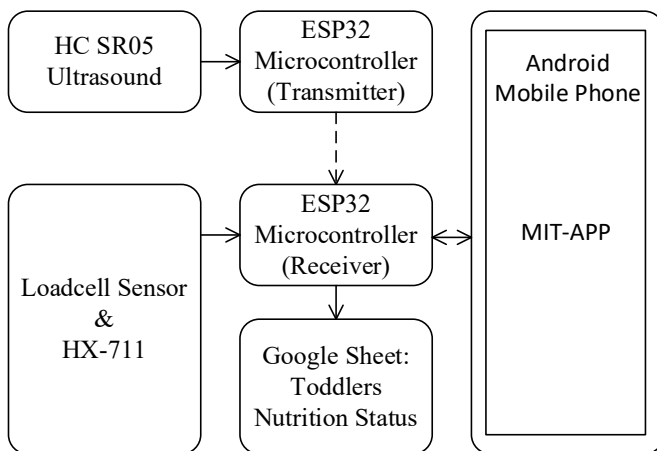 HC SR05
Ultrasound
ESP32
Microcontroller
(Transmitter)
Android
Mobile Phone
MIT-APP
Loadcell Sensor
&
HX-711
ESP32
Microcontroller
(Receiver)
Google Sheet:
Toddlers
Nutrition Status